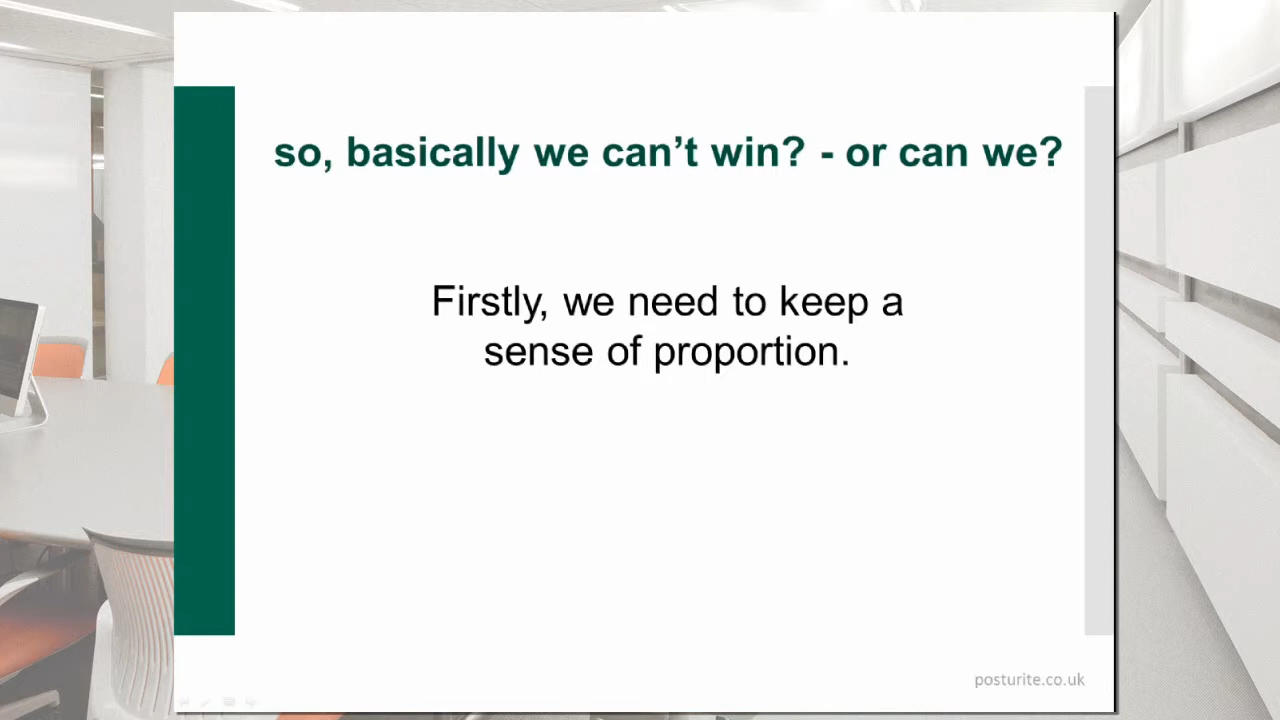 so, basically we can’t win? - or can we?
Firstly, we need to keep a
sense of proportion.
posturite.co.uk